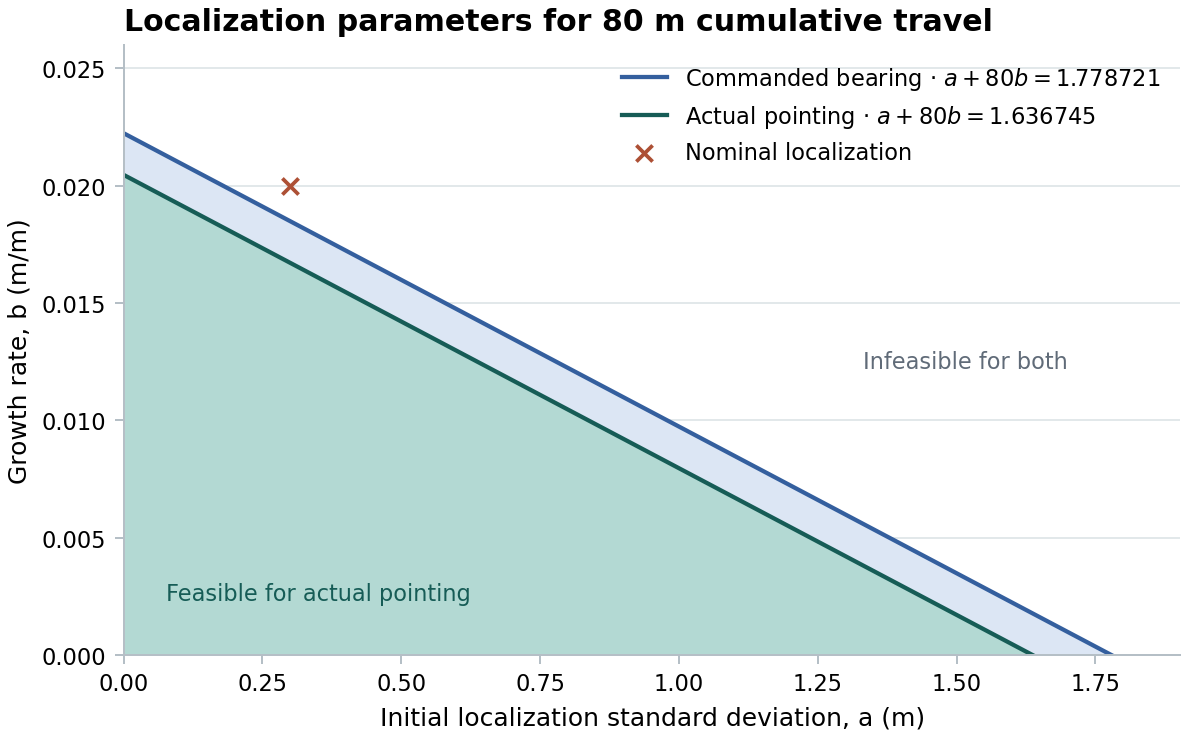 Localization parameters for 80 m cumulative travel
Commanded bearing · a + 80b = 1.778721
Actual pointing · a + 80b = 1.636745
Nominal localization
Growth rate, b (m/m)
0.025
0.020
0.015
0.010
0.005
0.000
Infeasible for both
Feasible for actual pointing
0.00 0.25 0.50 0.75 1.00 1.25 1.50 1.75
Initial localization standard deviation, a (m)